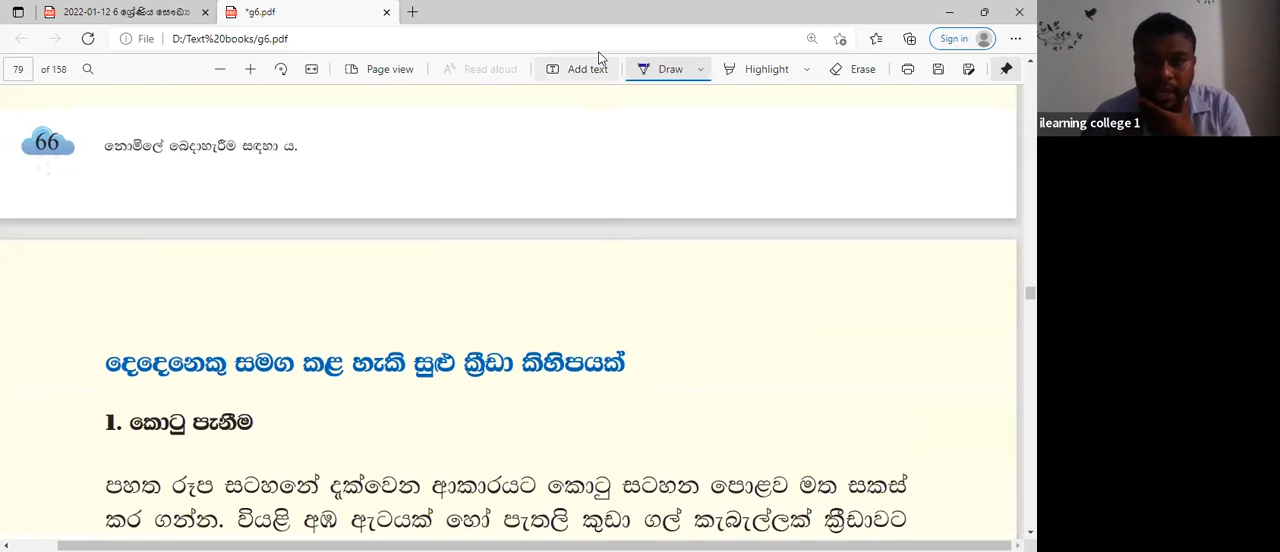 2022-01-12 6 ශ්‍රේණිය සෞඛ්‍ය
*g6.pdf
File
D:/Text%20books/g6.pdf
Sign in
79 of 158
Page view
Read aloud
Add text
Draw
Highlight
Erase
ilearning college 1
66
නොමිලේ බෙදාහැරීම සඳහා ය.
දෙදෙනෙකු සමග කළ හැකි සුළු ක්‍රීඩා කිහිපයක්
1. කොටු පැනීම
පහත රූප සටහනේ දැක්වෙන ආකාරයට කොටු සටහන පොළව මත සකස්
කර ගන්න. වියළි අඹ ඇටයක් හෝ පැතලි කුඩා ගල් කැබැල්ලක් ක්‍රීඩාවට